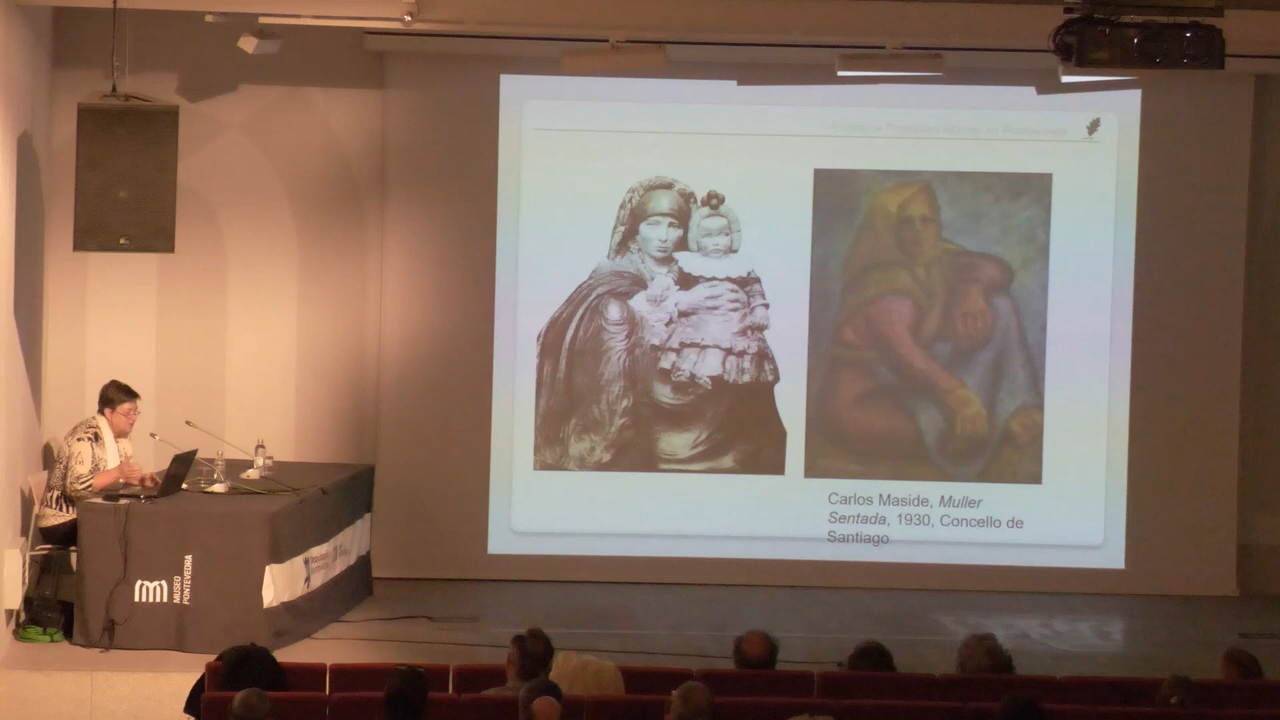 Carlos Maside, Muller
Sentada, 1930, Concello de
Santiago
MUSEO
PONTEVEDRA